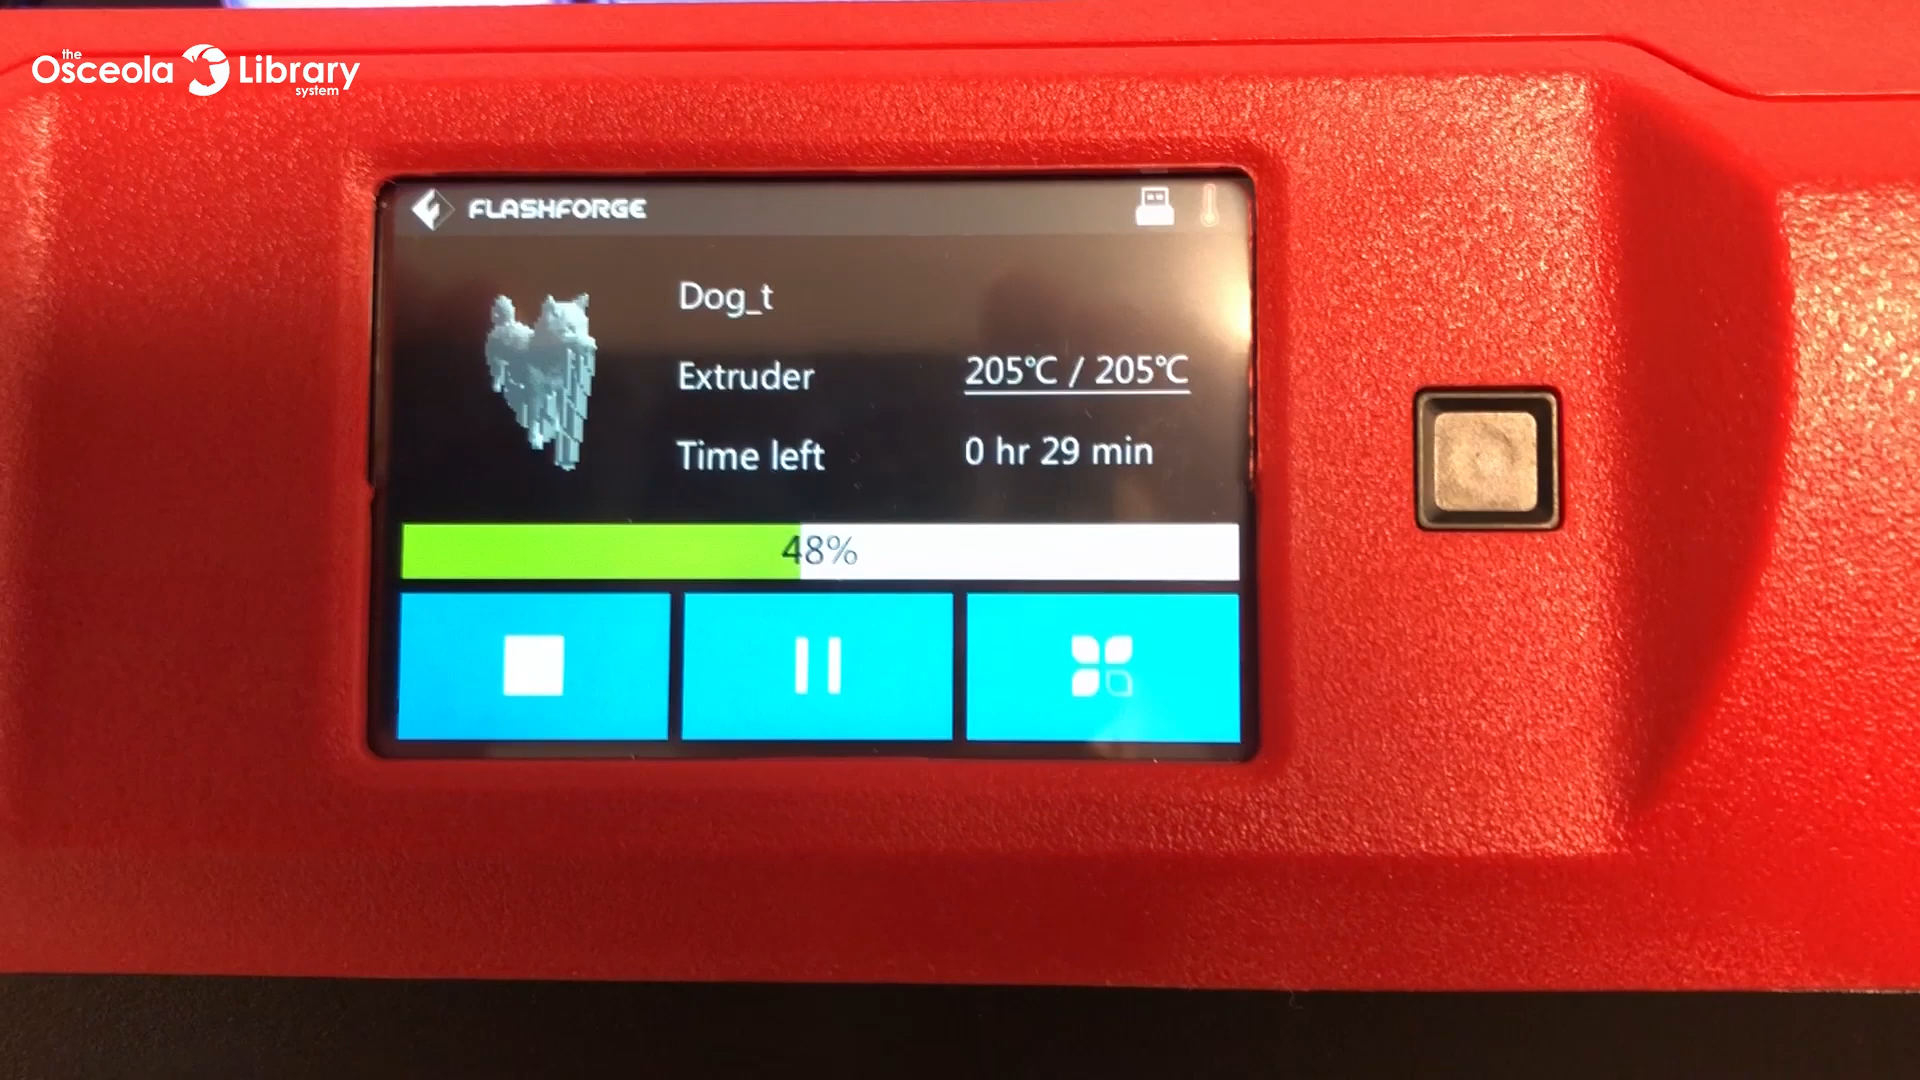 the
Osceola Library
system
FLASHFORGE
Dog_t
Extruder 205℃ / 205℃
Time left 0 hr 29 min
48%